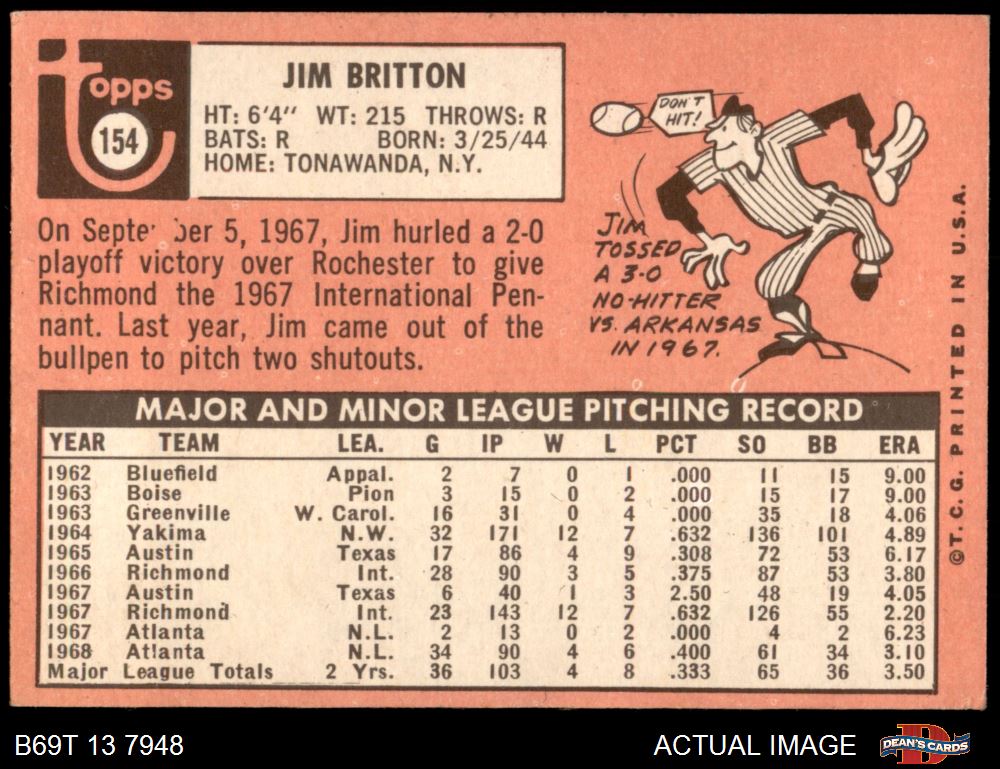 topps
154
JIM BRITTON
HT: 6'4" WT: 215 THROWS: R
BATS: R BORN: 3/25/44
HOME: TONAWANDA, N.Y.
On Septe ber 5, 1967, Jim hurled a 2-0
playoff victory over Rochester to give
Richmond the 1967 International Pen-
nant. Last year, Jim came out of the
bullpen to pitch two shutouts.
DON'T
HIT!
JIM
TOSSED
A 3-0
NO-HITTER
VS. ARKANSAS
IN 1967.
©T. C. G. PRINTED IN U.S.A.
MAJOR AND MINOR LEAGUE PITCHING RECORD
YEAR TEAM LEA. G IP W L PCT SO BB ERA
1962 Bluefield Appal. 2 7 0 1 .000 11 15 9.00
1963 Boise Pion 3 15 0 2 .000 15 17 9.00
1963 Greenville W. Carol. 16 31 0 4 .000 35 18 4.06
1964 Yakima N.W. 32 171 12 7 .632 136 101 4.89
1965 Austin Texas 17 86 4 9 .308 72 53 6.17
1966 Richmond Int. 28 90 3 5 .375 87 53 3.80
1967 Austin Texas 6 40 1 3 2.50 48 19 4.05
1967 Richmond Int. 23 143 12 7 .632 126 55 2.20
1967 Atlanta N.L. 2 13 0 2 .000 4 2 6.23
1968 Atlanta N.L. 34 90 4 6 .400 61 34 3.10
Major League Totals 2 Yrs. 36 103 4 8 .333 65 36 3.50
B69T 13 7948
ACTUAL IMAGE
DEAN'S CARDS